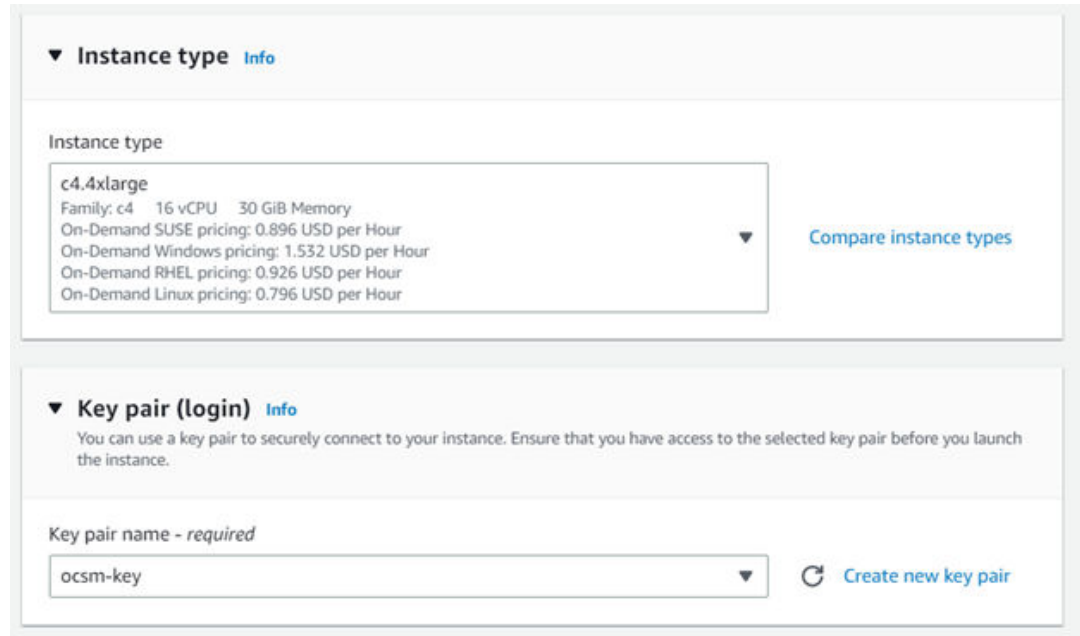 Instance type Info
Instance type
c4.4xlarge
Family: c4 16 vCPU 30 GiB Memory
On-Demand SUSE pricing: 0.896 USD per Hour
On-Demand Windows pricing: 1.532 USD per Hour
On-Demand RHEL pricing: 0.926 USD per Hour
On-Demand Linux pricing: 0.796 USD per Hour
Compare instance types
Key pair (login) Info
You can use a key pair to securely connect to your instance. Ensure that you have access to the selected key pair before you launch
the instance.
Key pair name - required
ocsm-key
Create new key pair